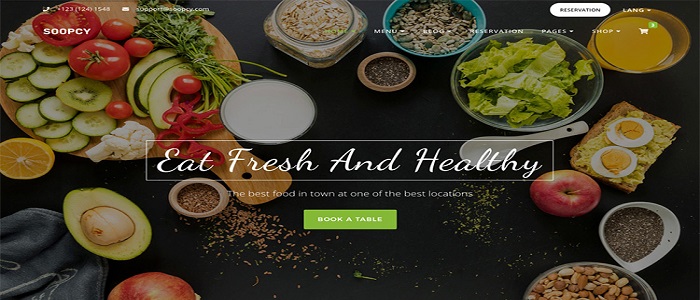 +123 (124) 1548 support@soopcy.com RESERVATION LANG
SOOPCY HOME MENU BLOG RESERVATION PAGES SHOP
Eat Fresh And Healthy
The best food in town at one of the best locations
BOOK A TABLE